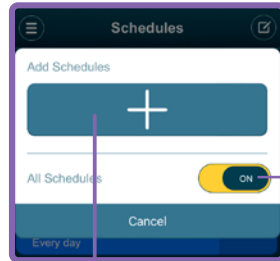 Schedules
Add Schedules
All Schedules
ON
Cancel
Every day